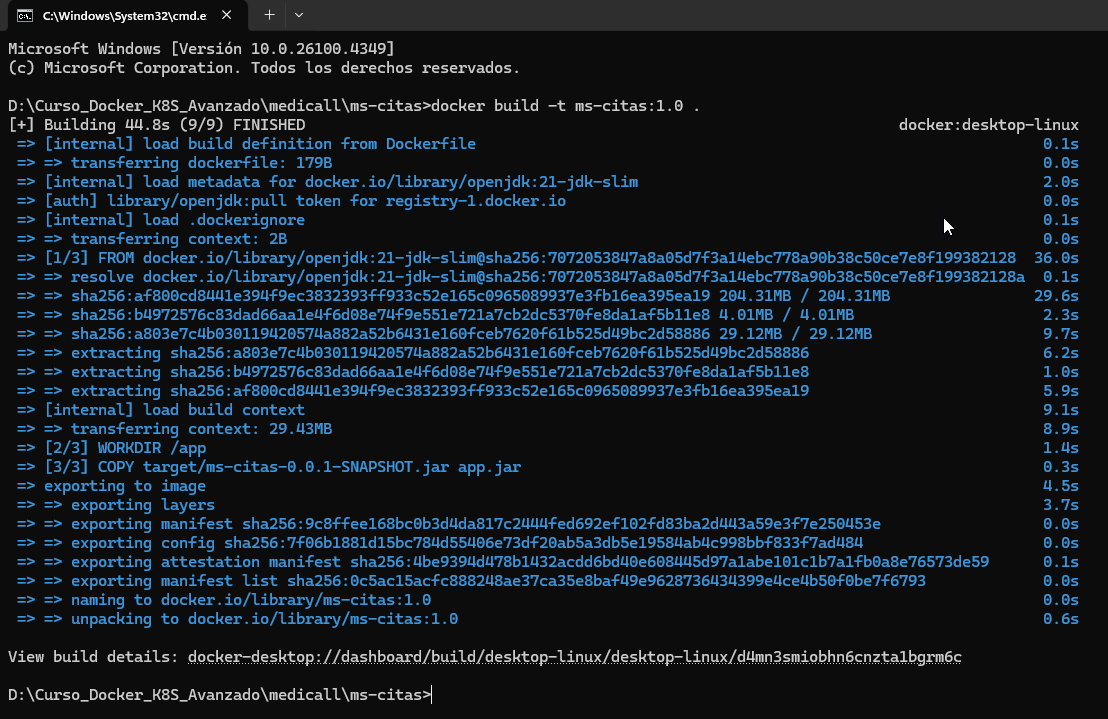 C:\Windows\System32\cmd.e
Microsoft Windows [Versión 10.0.26100.4349]
(c) Microsoft Corporation. Todos los derechos reservados.
D:\Curso_Docker_K8S_Avanzado\medicall\ms-citas>docker build -t ms-citas:1.0 .
[+] Building 44.8s (9/9) FINISHED docker:desktop-linux
=> [internal] load build definition from Dockerfile 0.1s
=> => transferring dockerfile: 179B 0.0s
=> [internal] load metadata for docker.io/library/openjdk:21-jdk-slim 2.0s
=> [auth] library/openjdk:pull token for registry-1.docker.io 0.0s
=> [internal] load .dockerignore 0.1s
=> => transferring context: 2B 0.0s
=> [1/3] FROM docker.io/library/openjdk:21-jdk-slim@sha256:7072053847a8a05d7f3a14ebc778a90b38c50ce7e8f199382128 36.0s
=> => resolve docker.io/library/openjdk:21-jdk-slim@sha256:7072053847a8a05d7f3a14ebc778a90b38c50ce7e8f199382128a 0.1s
=> => sha256:af800cd8441e394f9ec3832393ff933c52e165c0965089937e3fb16ea395ea19 204.31MB / 204.31MB 29.6s
=> => sha256:b4972576c83dad66aa1e4f6d08e74f9e551e721a7cb2dc5370fe8da1af5b11e8 4.01MB / 4.01MB 2.3s
=> => sha256:a803e7c4b030119420574a882a52b6431e160fceb7620f61b525d49bc2d58886 29.12MB / 29.12MB 9.7s
=> => extracting sha256:a803e7c4b030119420574a882a52b6431e160fceb7620f61b525d49bc2d58886 6.2s
=> => extracting sha256:b4972576c83dad66aa1e4f6d08e74f9e551e721a7cb2dc5370fe8da1af5b11e8 1.0s
=> => extracting sha256:af800cd8441e394f9ec3832393ff933c52e165c0965089937e3fb16ea395ea19 5.9s
=> [internal] load build context 9.1s
=> => transferring context: 29.43MB 8.9s
=> [2/3] WORKDIR /app 1.4s
=> [3/3] COPY target/ms-citas-0.0.1-SNAPSHOT.jar app.jar 0.3s
=> exporting to image 4.5s
=> => exporting layers 3.7s
=> => exporting manifest sha256:9c8ffee168bc0b3d4da817c2444fed692ef102fd83ba2d443a59e3f7e250453e 0.0s
=> => exporting config sha256:7f06b1881d15bc784d55406e73df20ab5a3db5e19584ab4c998bbf833f7ad484 0.0s
=> => exporting attestation manifest sha256:4be9394d478b1432acdd6bd40e608445d97a1abe101c1b7a1fb0a8e76573de59 0.1s
=> => exporting manifest list sha256:0c5ac15acfc888248ae37ca35e8baf49e9628736434399e4ce4b50f0be7f6793 0.0s
=> => naming to docker.io/library/ms-citas:1.0 0.0s
=> => unpacking to docker.io/library/ms-citas:1.0 0.6s
View build details: docker-desktop://dashboard/build/desktop-linux/desktop-linux/d4mn3smiobhn6cnzta1bgrm6c
D:\Curso_Docker_K8S_Avanzado\medicall\ms-citas>